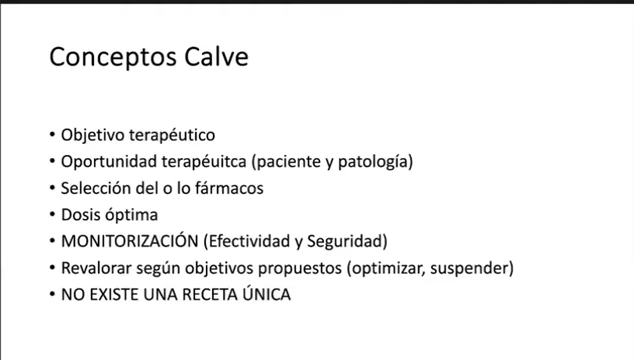 Conceptos Calve
• Objetivo terapéutico
• Oportunidad terapéuitca (paciente y patología)
• Selección del o lo fármacos
• Dosis óptima
• MONITORIZACIÓN (Efectividad y Seguridad)
• Revalorar según objetivos propuestos (optimizar, suspender)
• NO EXISTE UNA RECETA ÚNICA